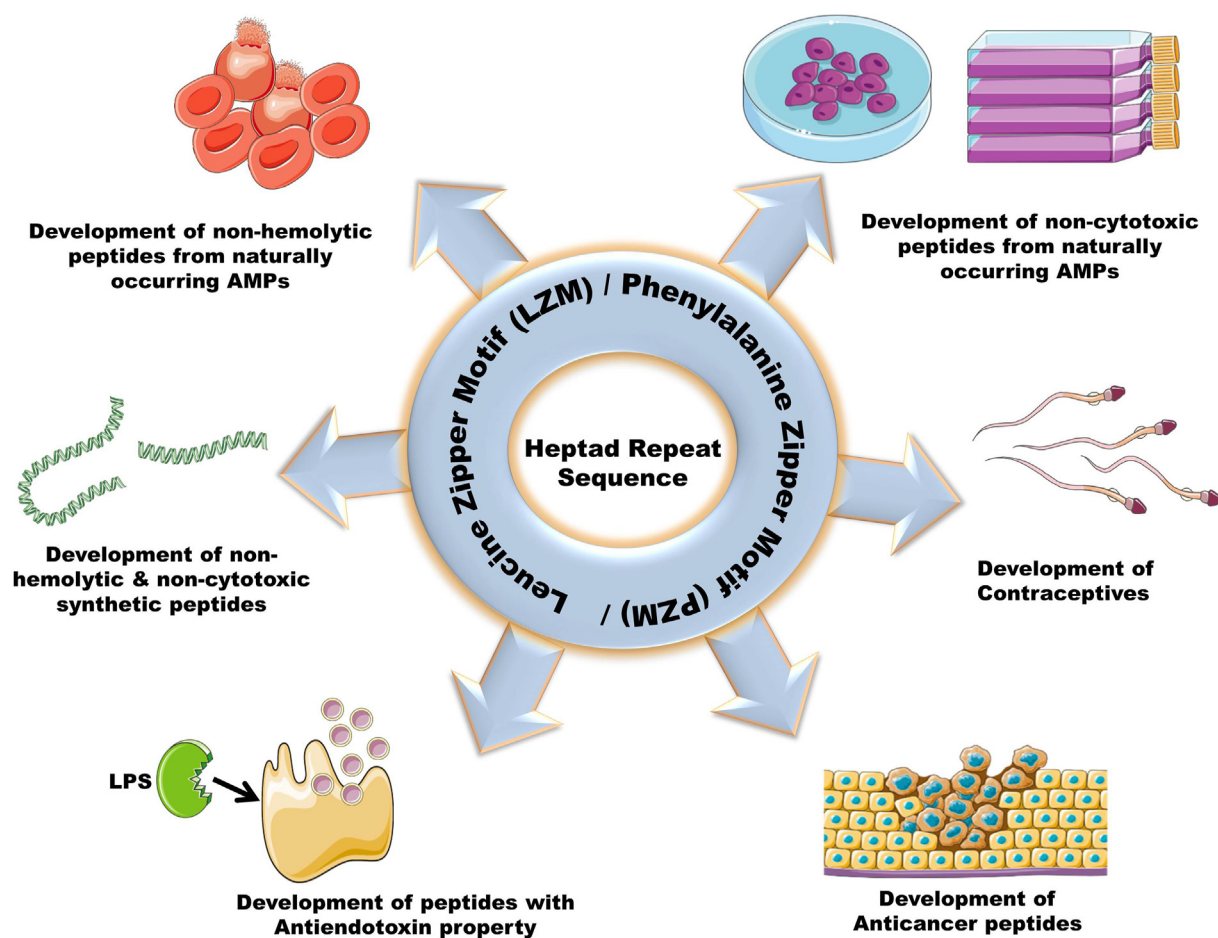 Development of non-hemolytic
peptides from naturally
occurring AMPs
Development of non-cytotoxic
peptides from naturally
occurring AMPs
Leucine Zipper Motif (LZM) / Phenylalanine Zipper Motif (PZM) /
Heptad Repeat
Sequence
Development of non-
hemolytic & non-cytotoxic
synthetic peptides
Development of
Contraceptives
LPS
Development of peptides with
Antiendotoxin property
Development of
Anticancer peptides